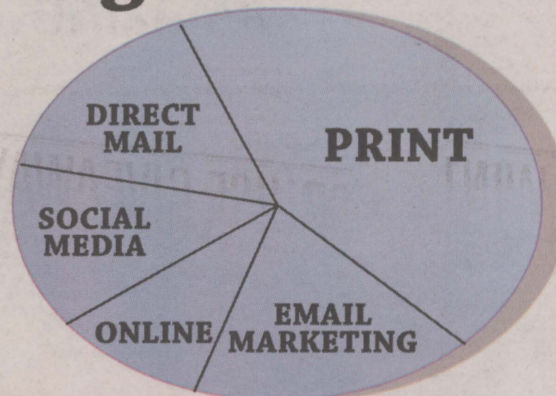 DIRECT
MAIL
PRINT
SOCIAL
MEDIA
ONLINE
EMAIL
MARKETING